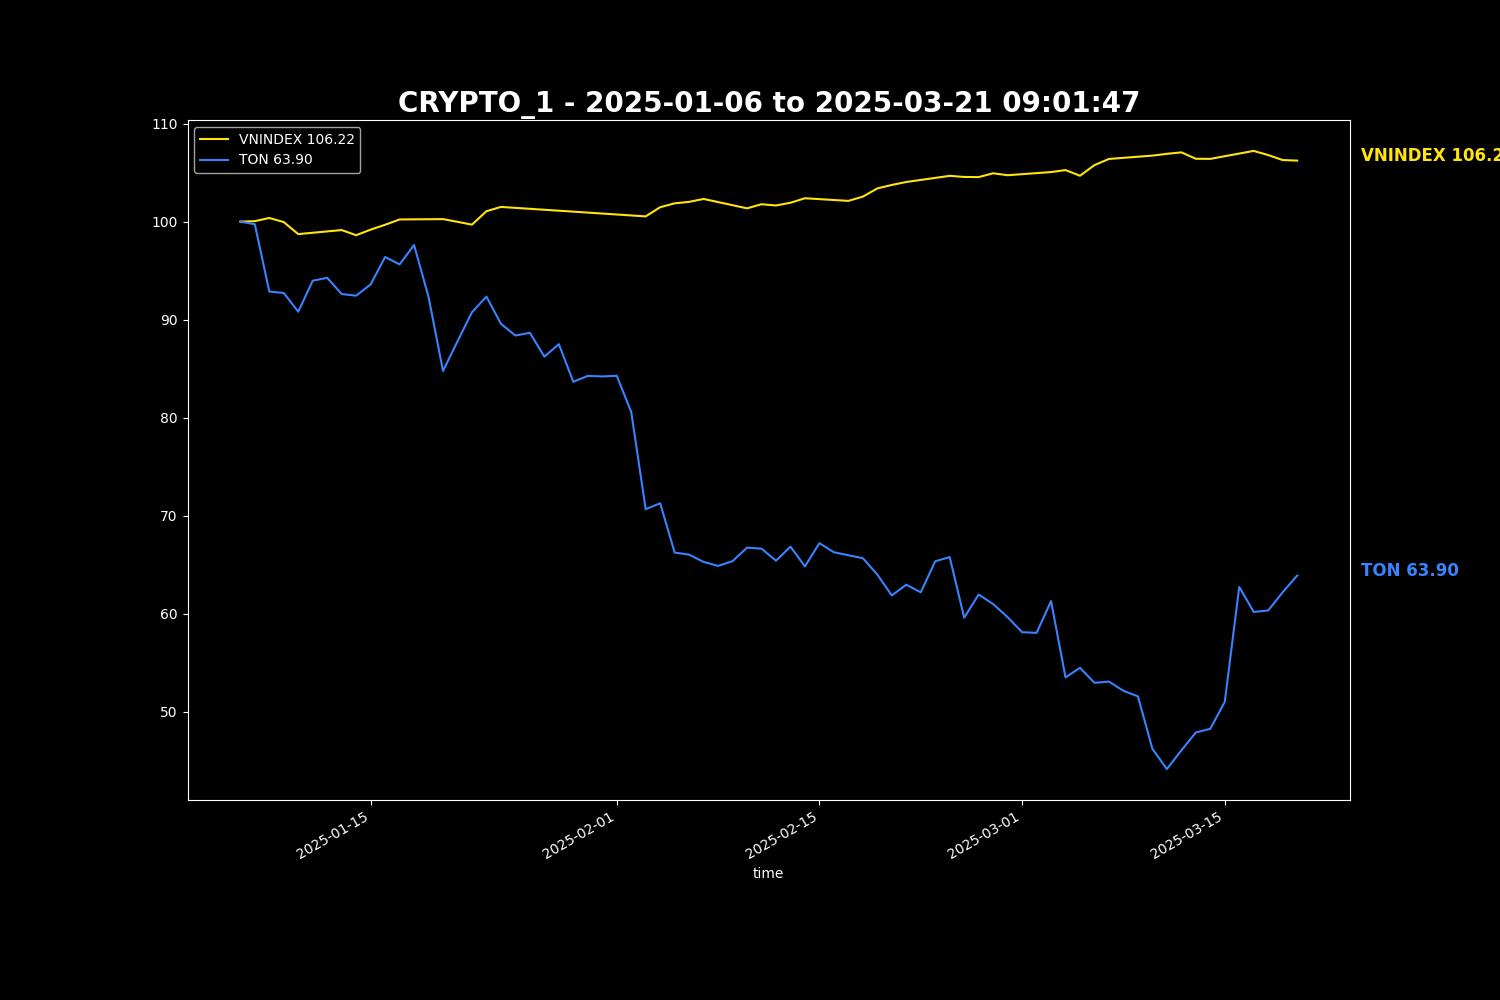 CRYPTO_1 - 2025-01-06 to 2025-03-21 09:01:47
110
100
90
80
70
60
50
VNINDEX 106.22
TON 63.90
VNINDEX 106.2
TON 63.90
2025-01-15
2025-02-01
2025-02-15
2025-03-01
2025-03-15
time